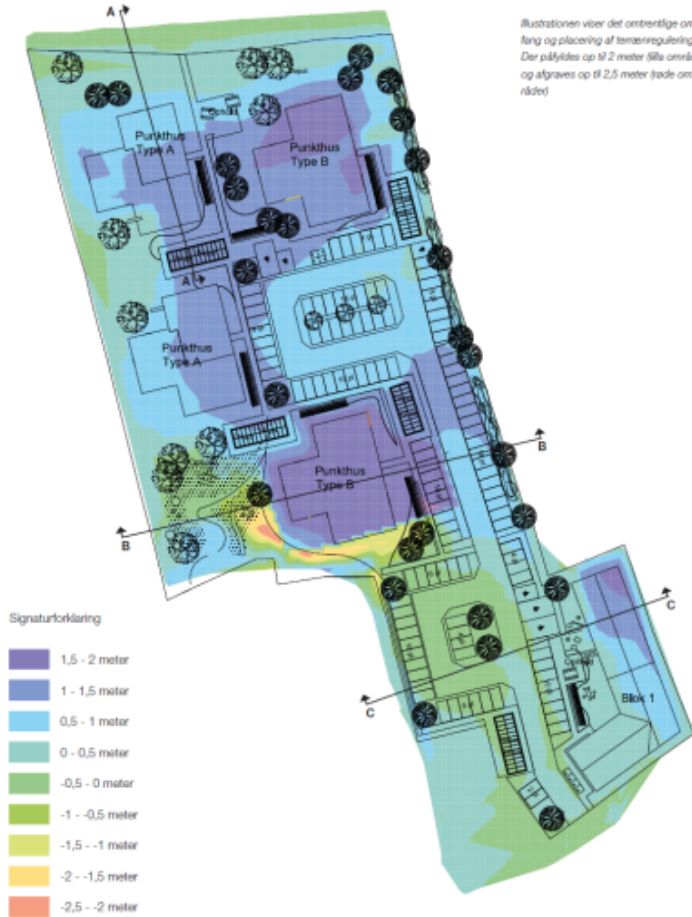 Illustrationen viser det omtrentlige om
fang og placering af terrænregulering
Der påfyldes op til 2 meter (lilla områ
og afgraves op til 2,5 meter (røde om
råder)
A
Punkthus
Type A
Punkthus
Type B
A
Punkthus
Type A
Punkthus
Type B
B
B
C
C
Blok 1
Signaturforklaring
1,5 - 2 meter
1 - 1,5 meter
0,5 - 1 meter
0 - 0,5 meter
-0,5 - 0 meter
-1 - -0,5 meter
-1,5 - -1 meter
-2 - -1,5 meter
-2,5 - -2 meter